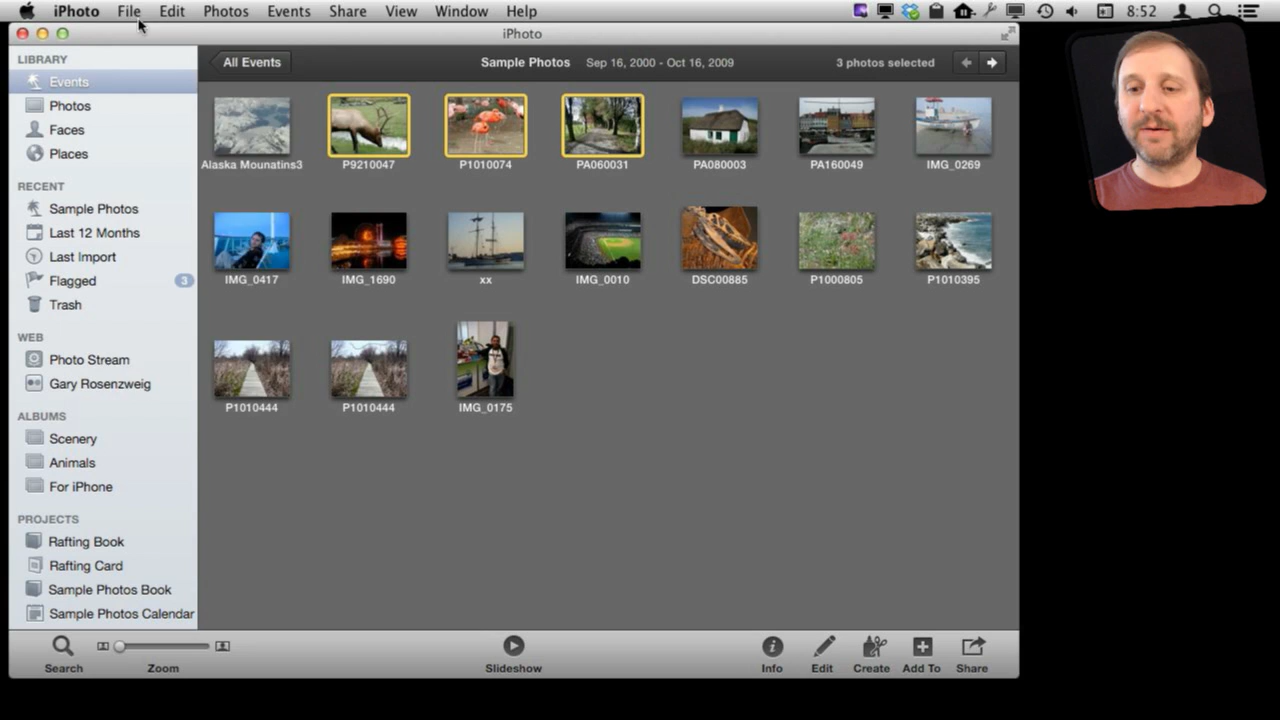 iPhoto File Edit Photos Events Share View Window Help 8:52
iPhoto
LIBRARY
Events
Photos
Faces
Places
RECENT
Sample Photos
Last 12 Months
Last Import
Flagged 3
Trash
WEB
Photo Stream
Gary Rosenzweig
ALBUMS
Scenery
Animals
For iPhone
PROJECTS
Rafting Book
Rafting Card
Sample Photos Book
Sample Photos Calendar
All Events Sample Photos Sep 16, 2000 - Oct 16, 2009 3 photos selected
Alaska Mounatins3 P9210047 P1010074 PA060031 PA080003 PA160049 IMG_0269
IMG_0417 IMG_1690 xx IMG_0010 DSC00885 P1000805 P1010395
P1010444 P1010444 IMG_0175
Search Zoom Slideshow Info Edit Create Add To Share